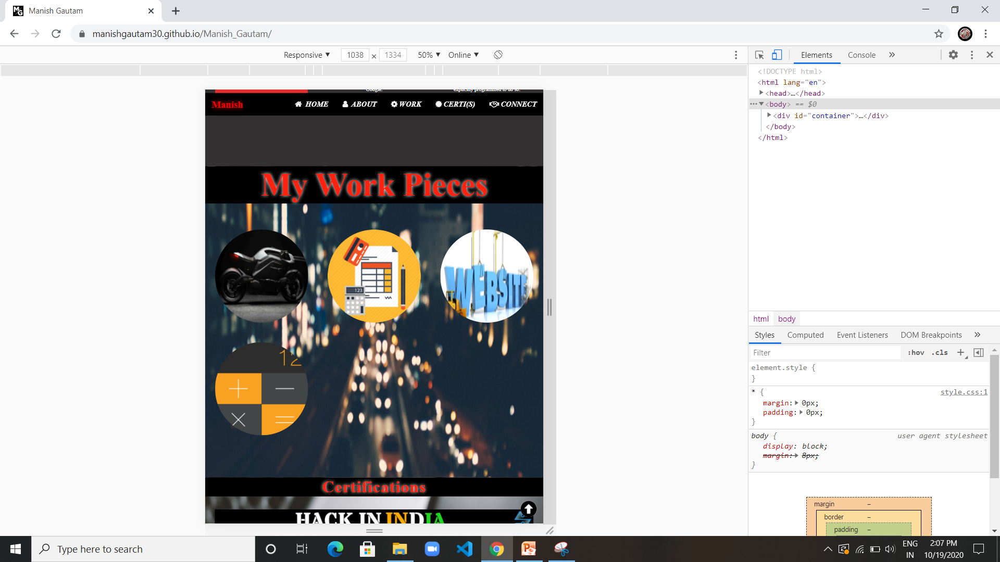 Manish Gautam
manishgautam30.github.io/Manish_Gautam/
Responsive ▼ 1038 × 1334 50% ▼ Online ▼
Google. explicitly programmed to do so.
Manish HOME ABOUT WORK CERTI(S) CONNECT
My Work Pieces
123
WEBSITE
12
Certifications
HACK IN INDIA
Elements Console »
<!DOCTYPE html>
<html lang="en">
<head>…</head>
<body> == $0
<div id="container">…</div>
</body>
</html>
html body
Styles Computed Event Listeners DOM Breakpoints »
Filter :hov .cls +
element.style {
}
* { style.css:1
margin: 0px;
padding: 0px;
}
body { user agent stylesheet
display: block;
margin: 8px;
}
margin –
border –
padding –
Type here to search
ENG
IN
2:07 PM
10/19/2020